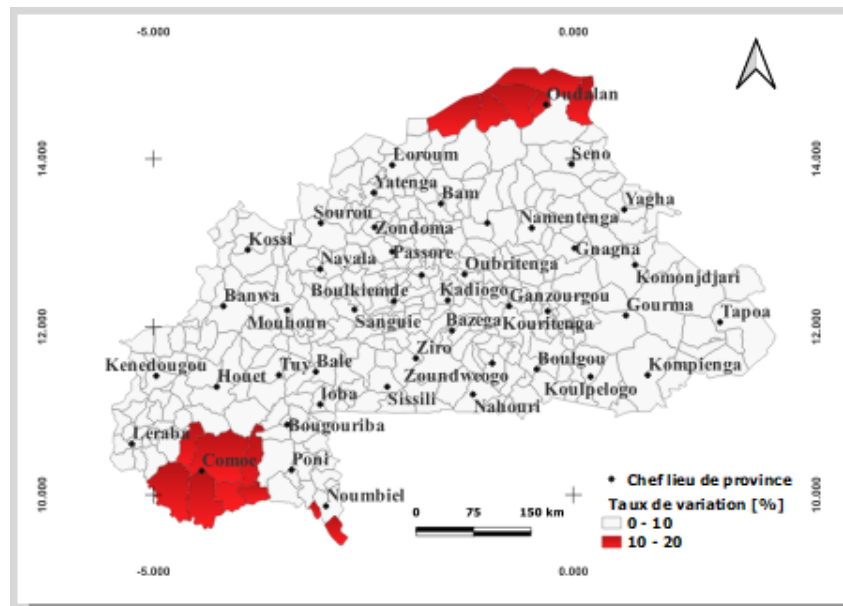 -5.000 0.000
Oudalan
14.000 14.000
Loroum Seno
Yatenga Bam Yagha
Sourou Zondoma Namentenga
Kossi Passore Gnagna
Nayala Oubritenga Komonjdjari
Banwa Boulkiemde Kadiogo Ganzourgou Gourma Tapoa
12.000 12.000
Mouhoun Sanguie Bazega Kouritenga
Ziro
Kenedougou Tuy Bale Boulgou Kompienga
Houet Zoundweogo Koulpelogo
Ioba Sissili Nahouri
Leraba Bougouriba
Comoe Poni
Chef lieu de province
10.000 Noumbiel 10.000
Taux de variation [%]
0 75 150 km
0 - 10
10 - 20
-5.000 0.000